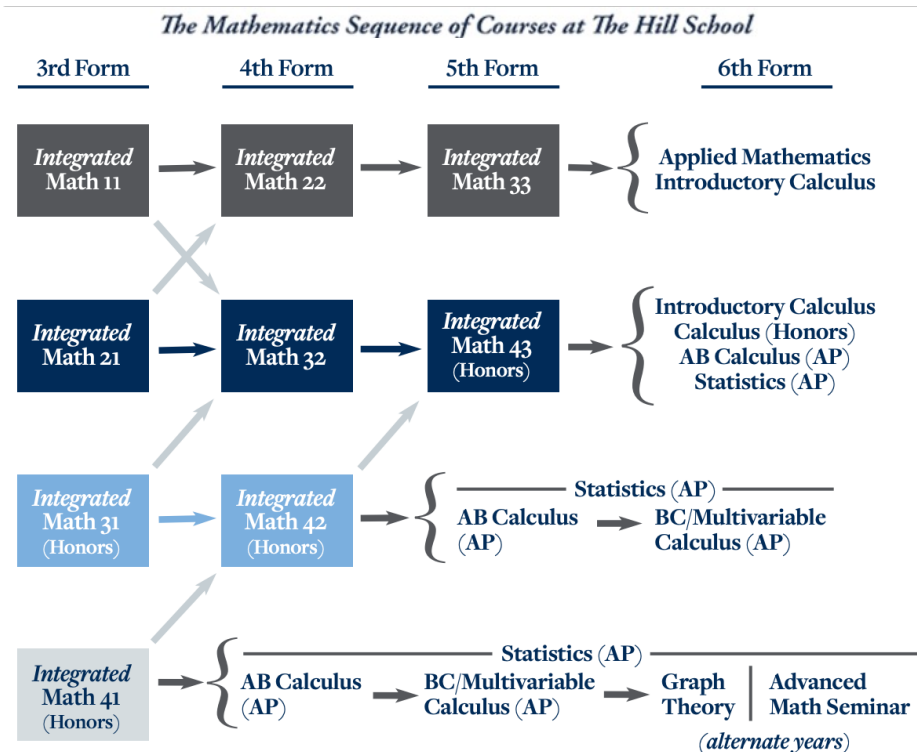 The Mathematics Sequence of Courses at The Hill School
3rd Form
4th Form
5th Form
6th Form
Integrated
Math 11
Integrated
Math 22
Integrated
Math 33
Applied Mathematics
Introductory Calculus
Integrated
Math 21
Integrated
Math 32
Integrated
Math 43
(Honors)
Introductory Calculus
Calculus (Honors)
AB Calculus (AP)
Statistics (AP)
Integrated
Math 31
(Honors)
Integrated
Math 42
(Honors)
Statistics (AP)
AB Calculus
(AP)
BC/Multivariable
Calculus (AP)
Integrated
Math 41
(Honors)
Statistics (AP)
AB Calculus
(AP)
BC/Multivariable
Calculus (AP)
Graph
Theory
Advanced
Math Seminar
(alternate years)